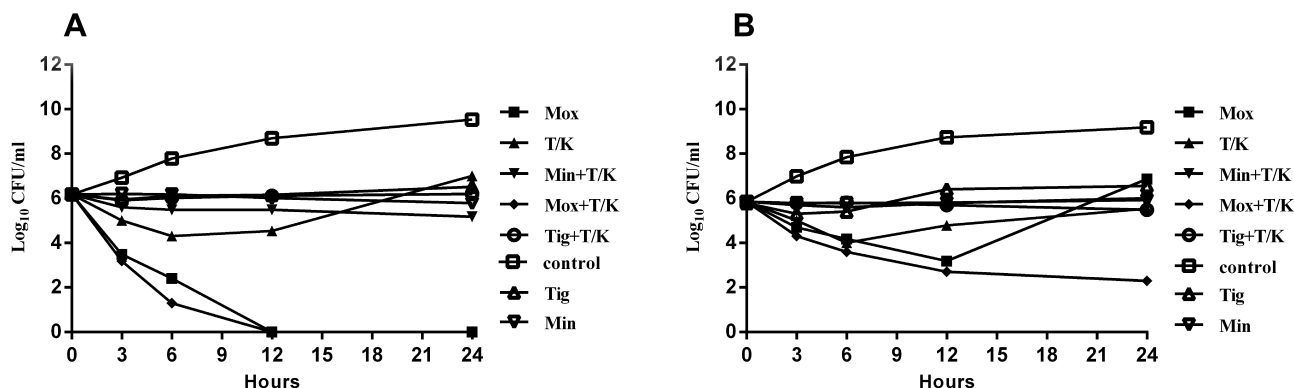 A
Log10 CFU/ml
12
10
8
6
4
2
0
0 3 6 9 12 15 18 21 24
Hours
Mox
T/K
Min+T/K
Mox+T/K
Tig+T/K
control
Tig
Min
B
Log10 CFU/ml
12
10
8
6
4
2
0
0 3 6 9 12 15 18 21 24
Hours
Mox
T/K
Min+T/K
Mox+T/K
Tig+T/K
control
Tig
Min